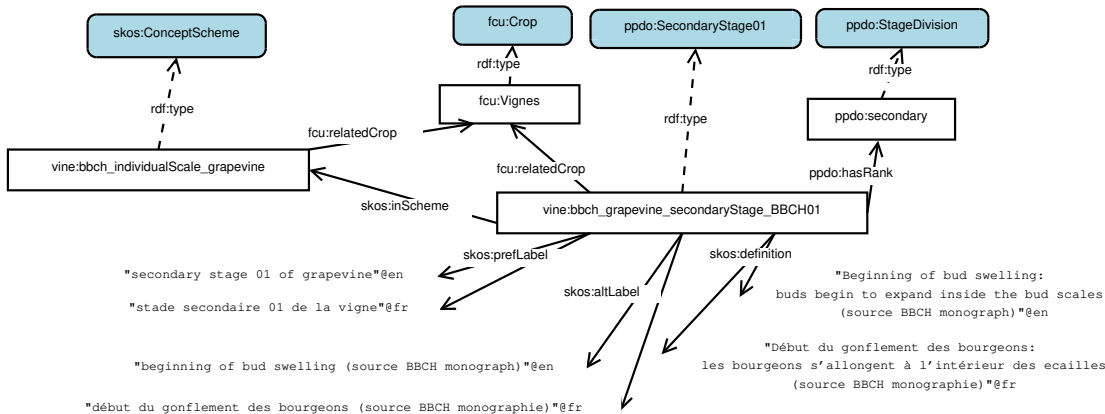 fcu:Crop
skos:ConceptScheme
ppdo:SecondaryStage01
ppdo:StageDivision
rdf:type
rdf:type
fcu:Vignes
rdf:type
rdf:type
ppdo:secondary
fcu:relatedCrop
vine:bbch_individualScale_grapevine
fcu:relatedCrop
ppdo:hasRank
skos:inScheme
vine:bbch_grapevine_secondaryStage_BBCH01
skos:prefLabel
skos:definition
"secondary stage 01 of grapevine"@en
"stade secondaire 01 de la vigne"@fr
skos:altLabel
"Beginning of bud swelling:
buds begin to expand inside the bud scales
(source BBCH monograph)"@en
"Début du gonflement des bourgeons:
les bourgeons s'allongent à l'intérieur des ecailles
(source BBCH monographie)"@fr
"beginning of bud swelling (source BBCH monograph)"@en
"début du gonflement des bourgeons (source BBCH monographie)"@fr